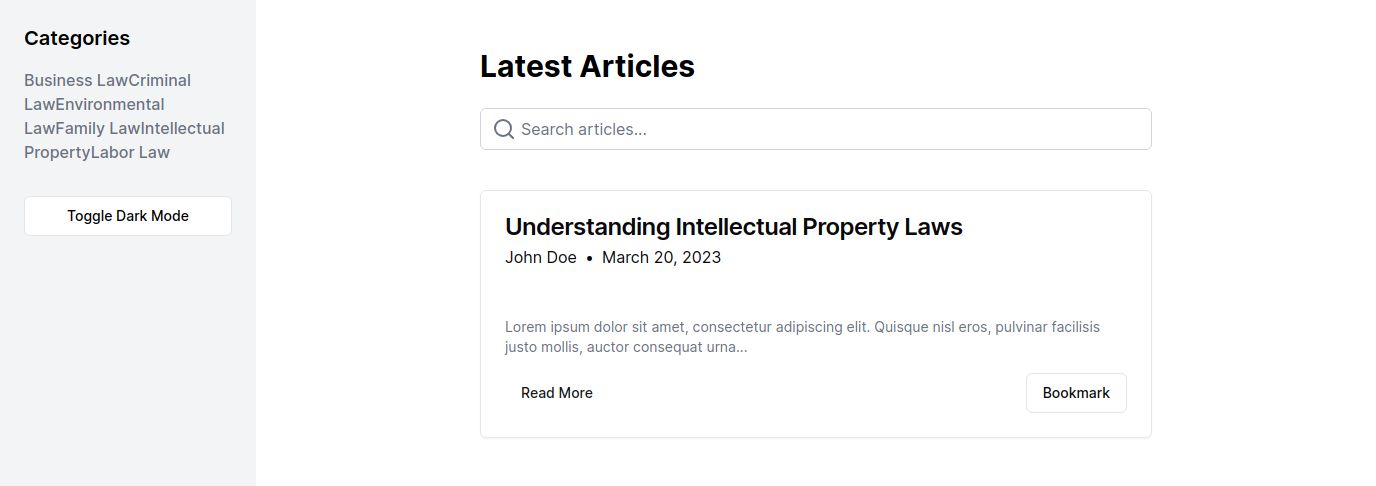 Categories
Business LawCriminal
LawEnvironmental
LawFamily LawIntellectual
PropertyLabor Law
Toggle Dark Mode
Latest Articles
Search articles...
Understanding Intellectual Property Laws
John Doe • March 20, 2023
Lorem ipsum dolor sit amet, consectetur adipiscing elit. Quisque nisl eros, pulvinar facilisis
justo mollis, auctor consequat urna...
Read More
Bookmark